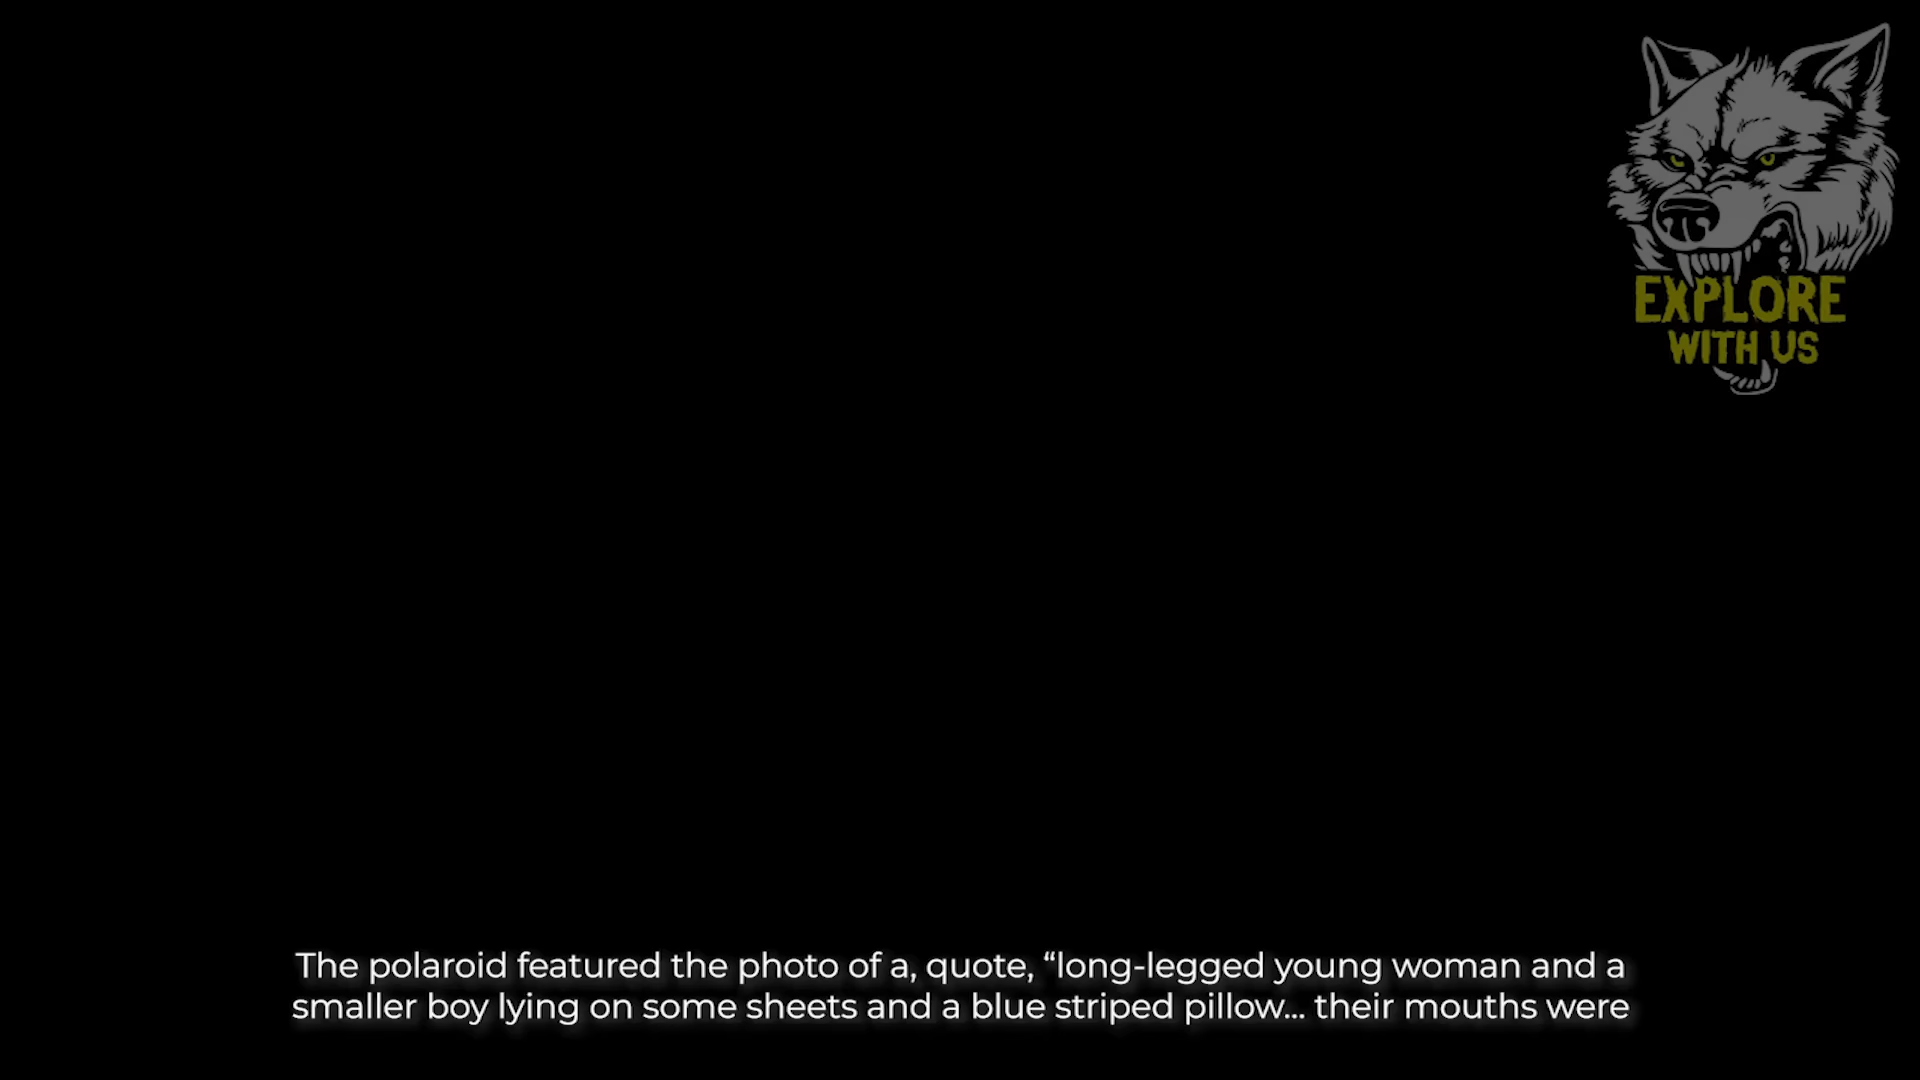 EXPLORE
WITH US
The polaroid featured the photo of a, quote, “long-legged young woman and a
smaller boy lying on some sheets and a blue striped pillow... their mouths were